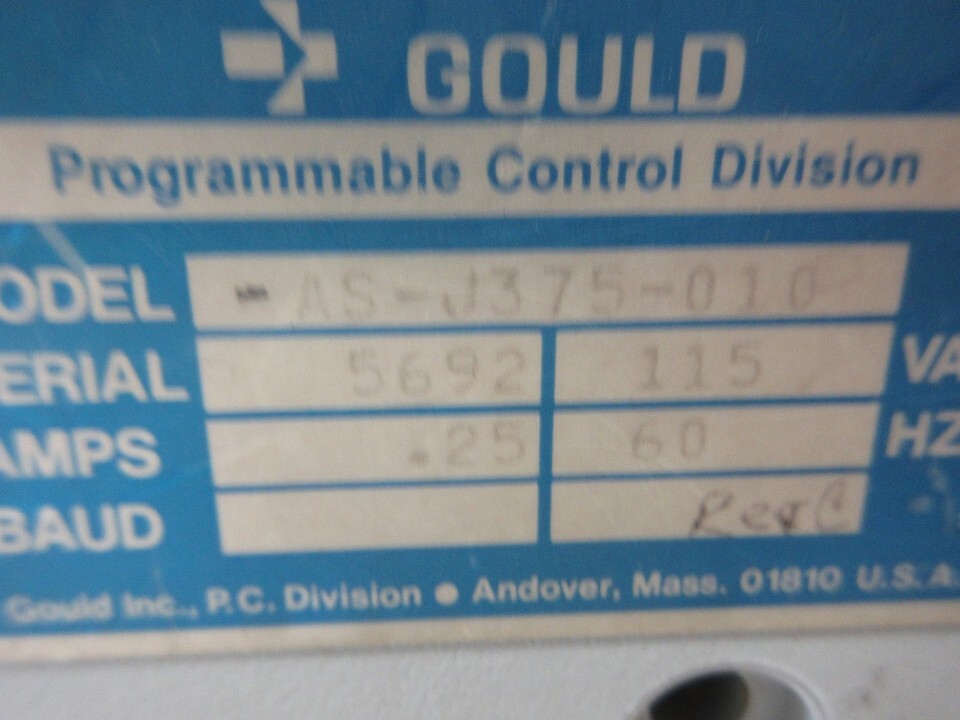 GOULD
Programmable Control Division
ODEL -AS-J375-010
ERIAL 5692 115 VA
AMPS .25 60 HZ
BAUD Rev C
Gould Inc., P.C. Division • Andover, Mass. 01810 U.S.A.